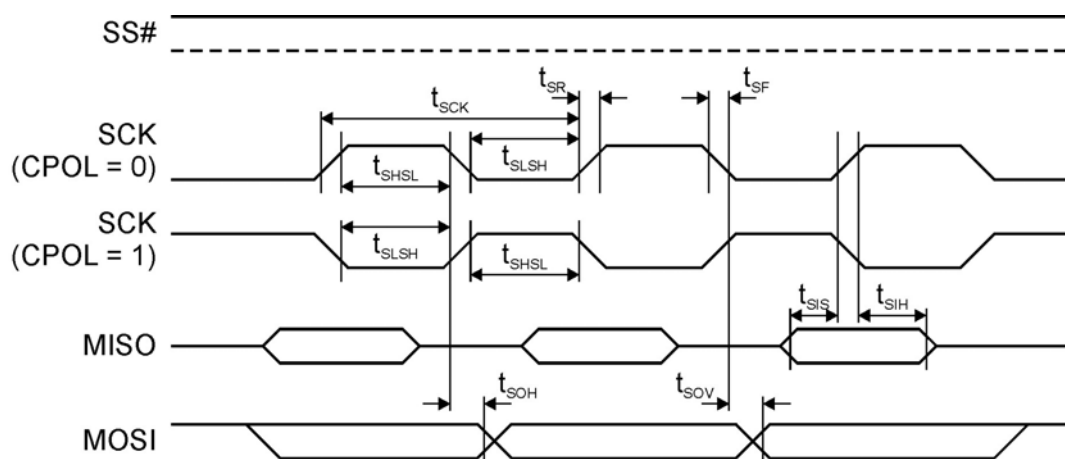 SS#
tSR
tSF
tSCK
SCK
(CPOL = 0)
tSLSH
tSHSL
SCK
(CPOL = 1)
tSLSH
tSHSL
tSIS
tSIH
MISO
tSOH
tSOV
MOSI